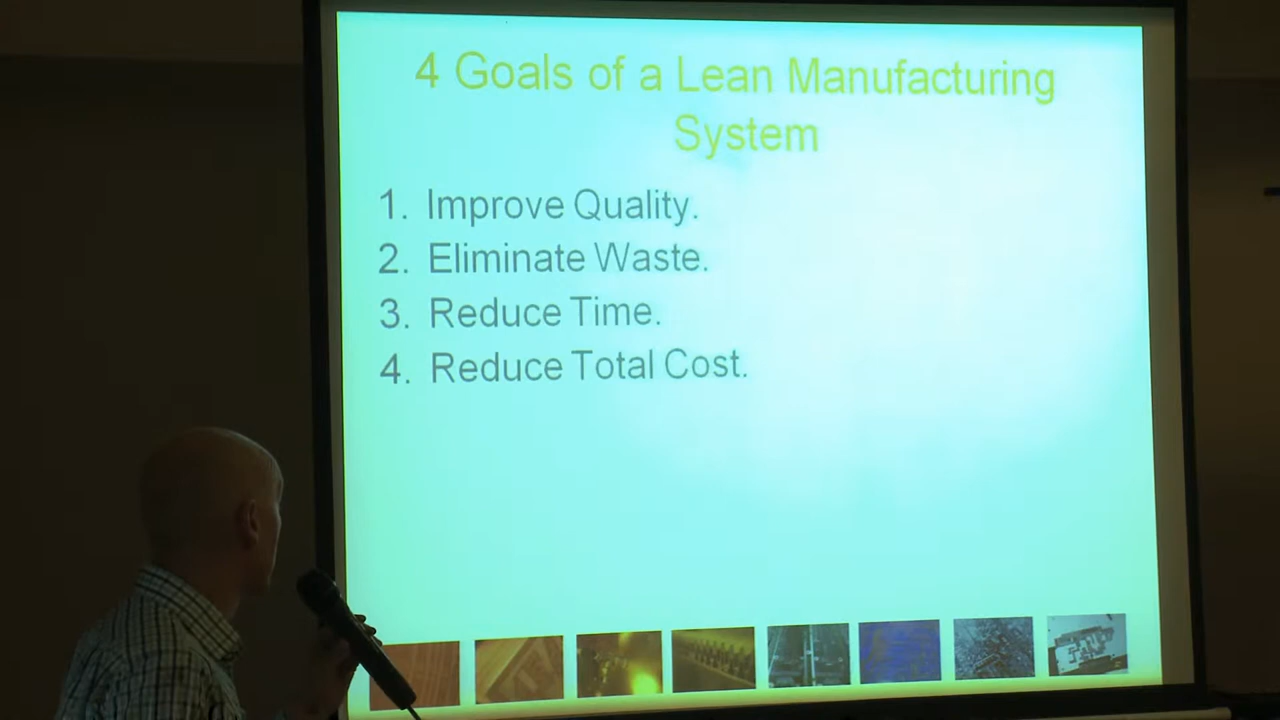 4 Goals of a Lean Manufacturing
System
1. Improve Quality.
2. Eliminate Waste.
3. Reduce Time.
4. Reduce Total Cost.